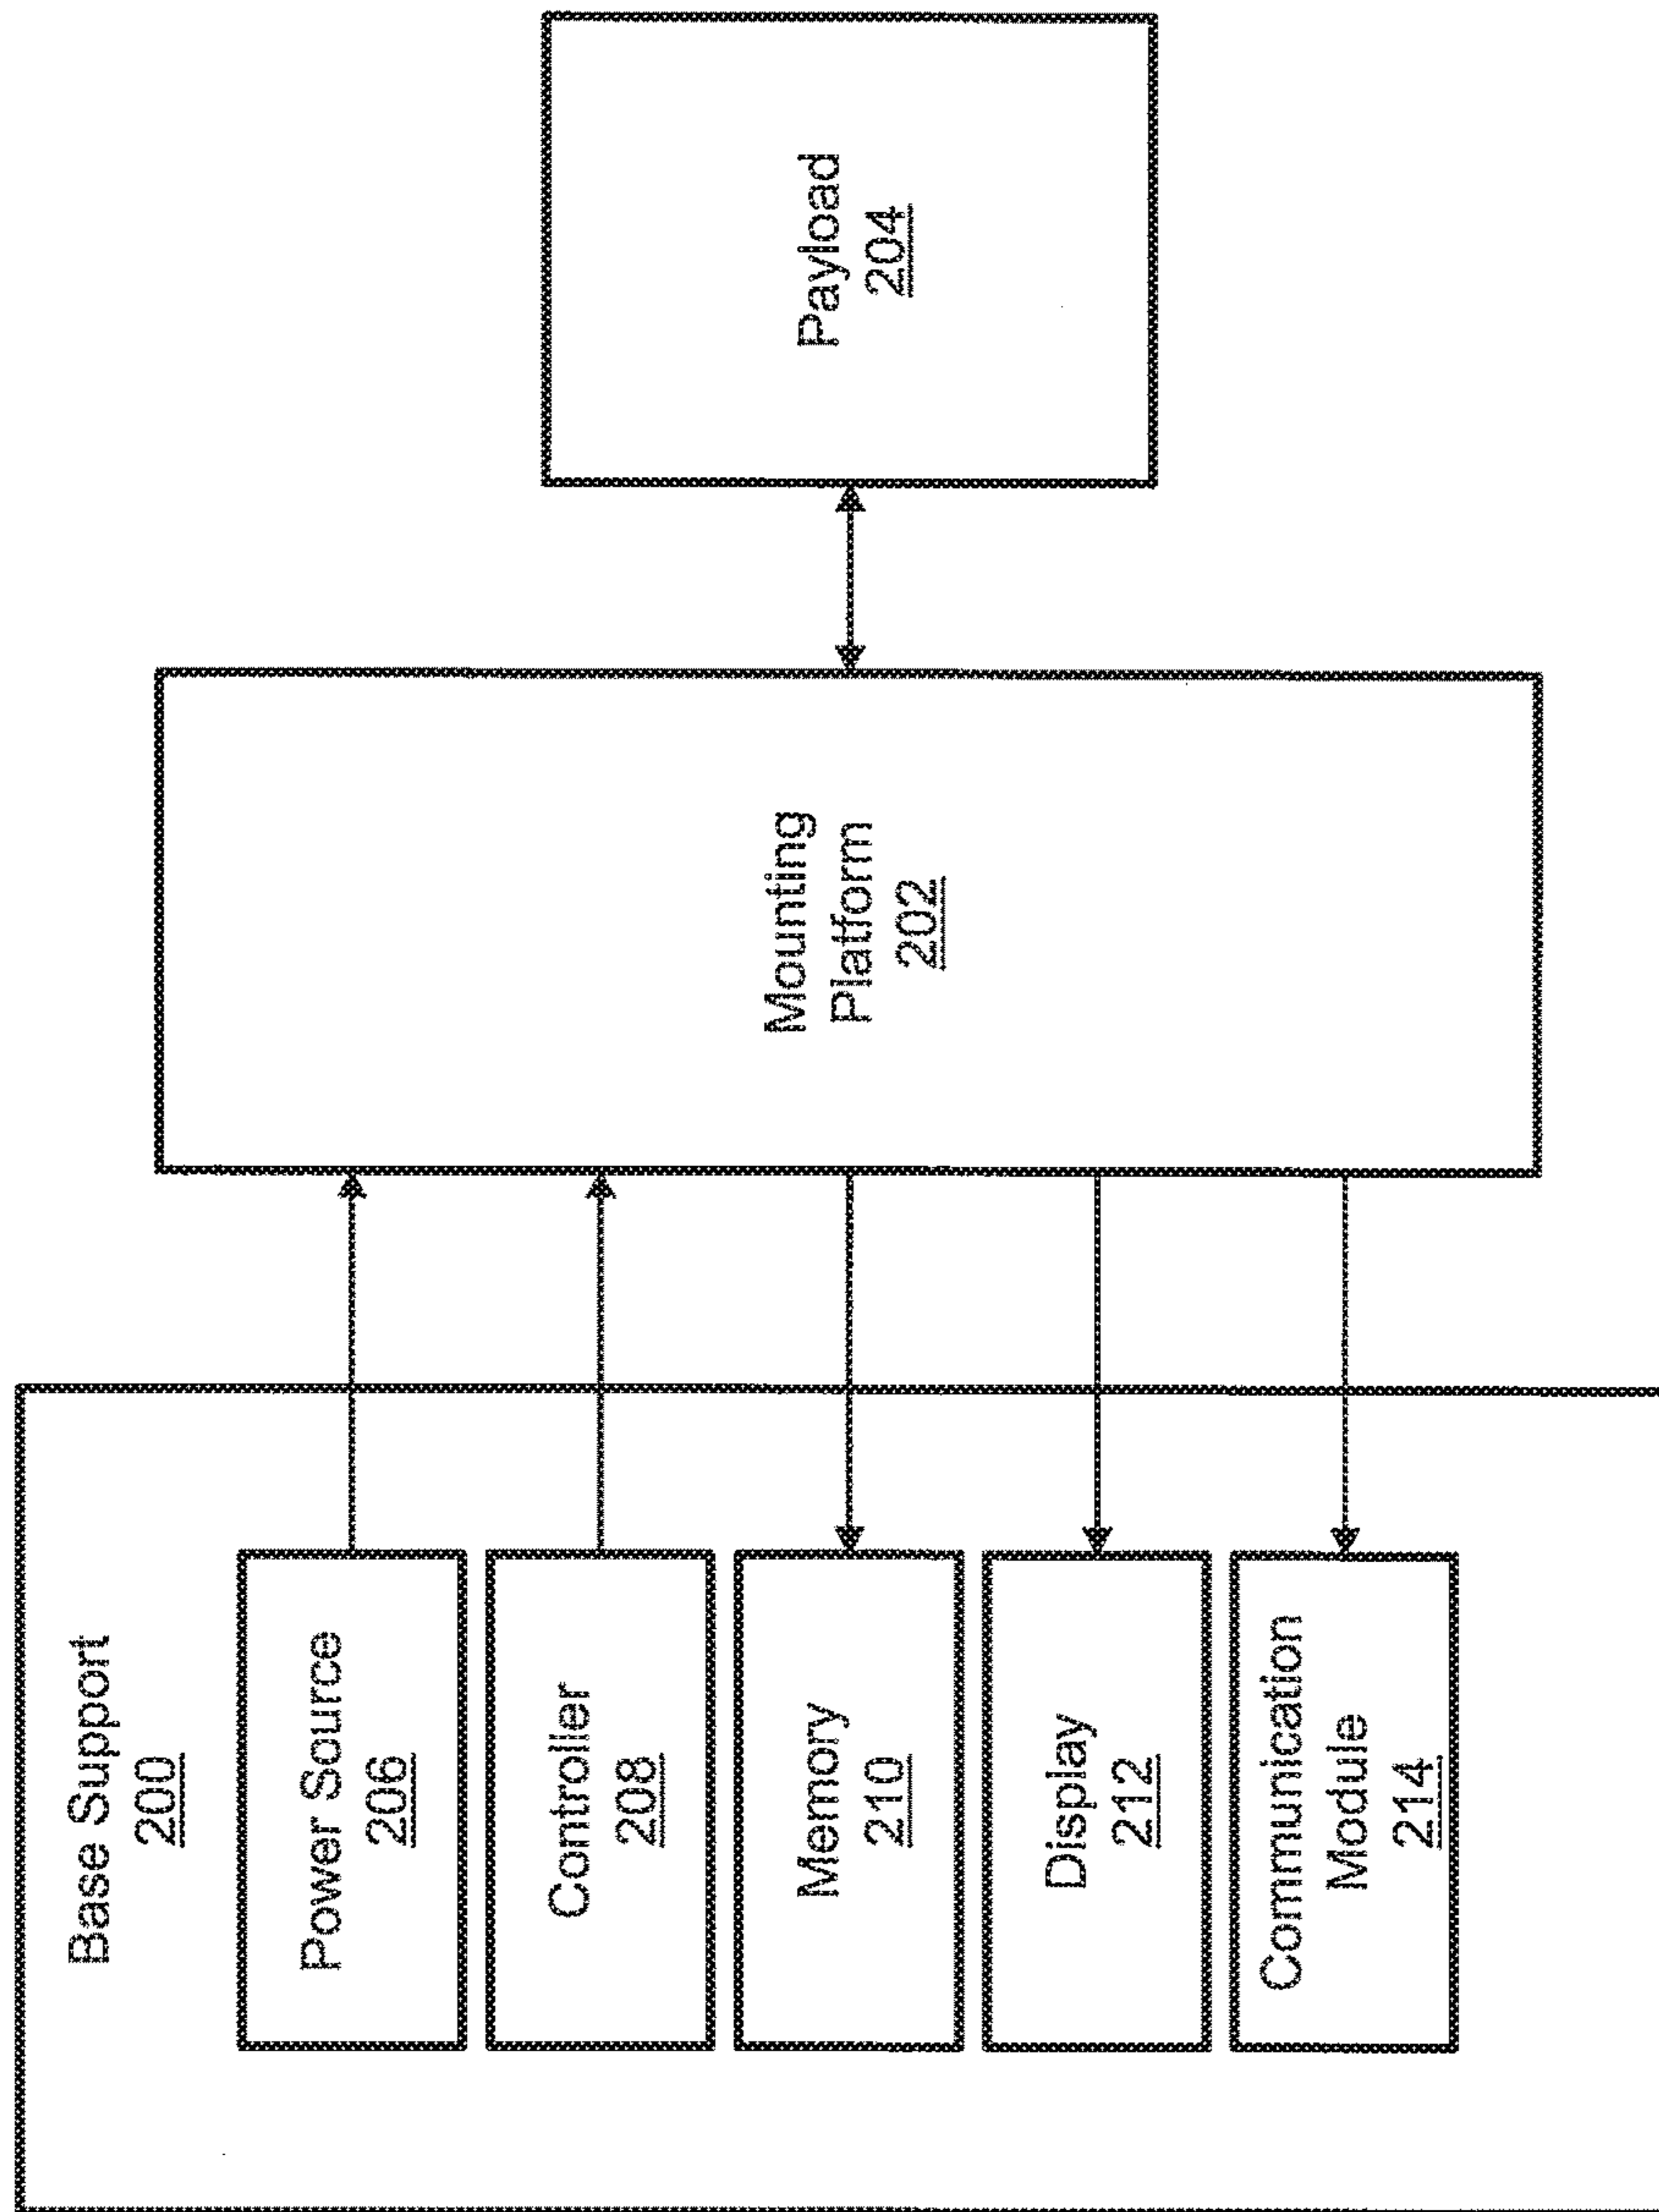 Base Support
200
Power Source
206
Controller
208
Memory
210
Display
212
Communication
Module
214
Mounting
Platform
202
Payload
204